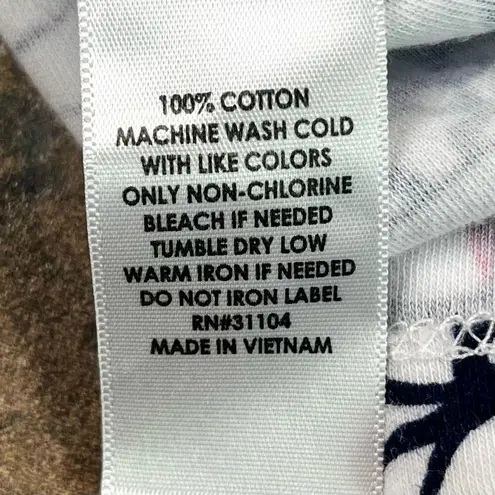 100% COTTON
MACHINE WASH COLD
WITH LIKE COLORS
ONLY NON-CHLORINE
BLEACH IF NEEDED
TUMBLE DRY LOW
WARM IRON IF NEEDED
DO NOT IRON LABEL
RN#31104
MADE IN VIETNAM